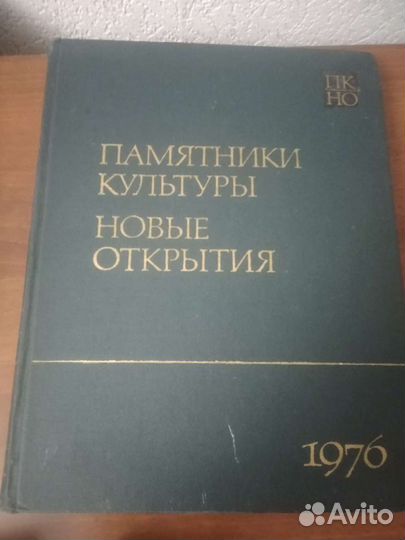 ПК
НО
ПАМЯТНИКИ
КУЛЬТУРЫ
НОВЫЕ
ОТКРЫТИЯ
1976
Avito